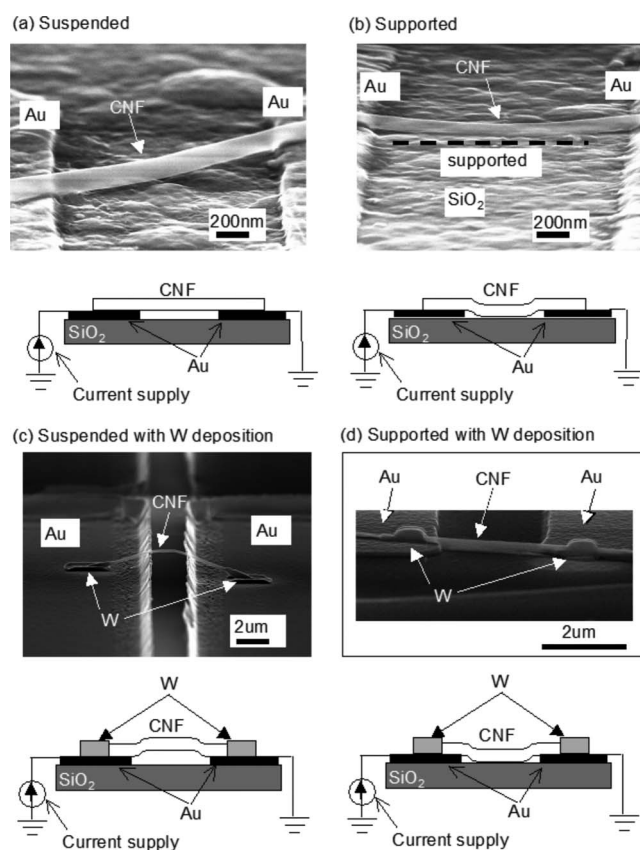 (a) Suspended
(b) Supported
Au
CNF
Au
200nm
Au
CNF
Au
supported
SiO₂
200nm
CNF
SiO₂
Au
Current supply
CNF
SiO₂
Au
Current supply
(c) Suspended with W deposition
(d) Supported with W deposition
Au
CNF
Au
W
2um
Au
CNF
Au
W
2um
W
CNF
SiO₂
Au
Current supply
W
CNF
SiO₂
Au
Current supply